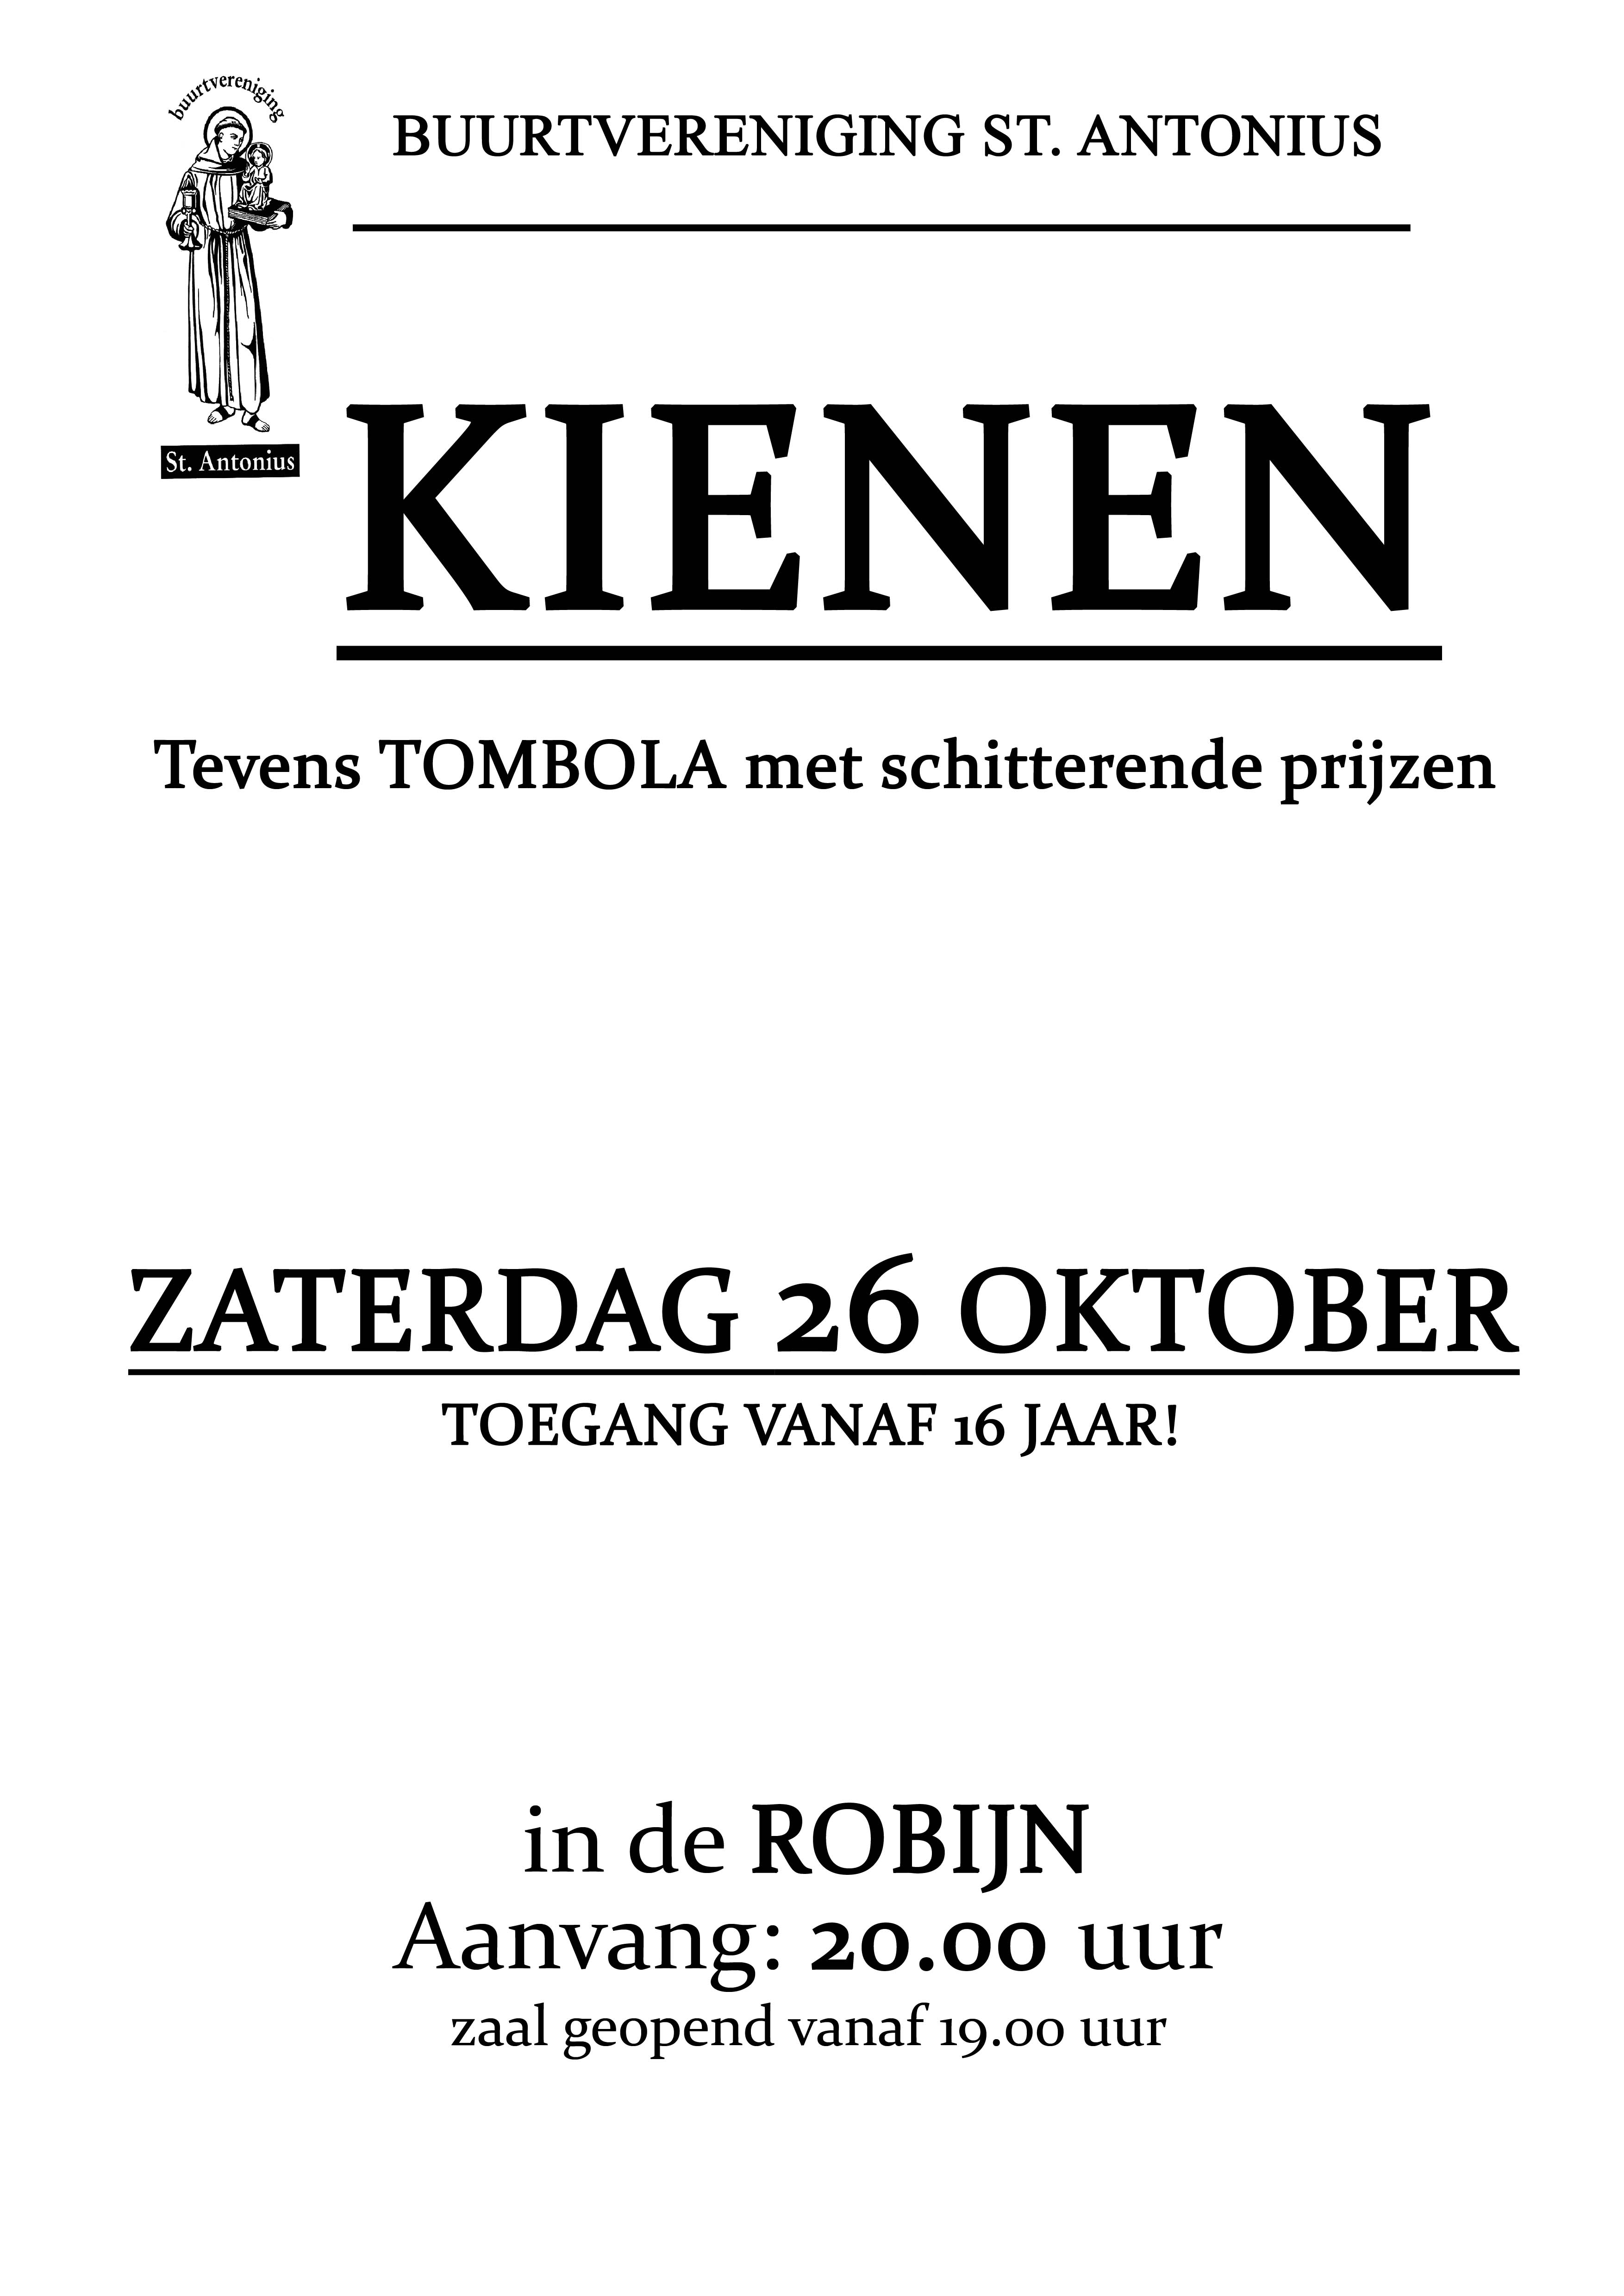 buurtvereniging
BUURTVERENIGING ST. ANTONIUS
St. Antonius
KIENEN
Tevens TOMBOLA met schitterende prijzen
ZATERDAG 26 OKTOBER
TOEGANG VANAF 16 JAAR!
in de ROBIJN
Aanvang: 20.00 uur
zaal geopend vanaf 19.00 uur